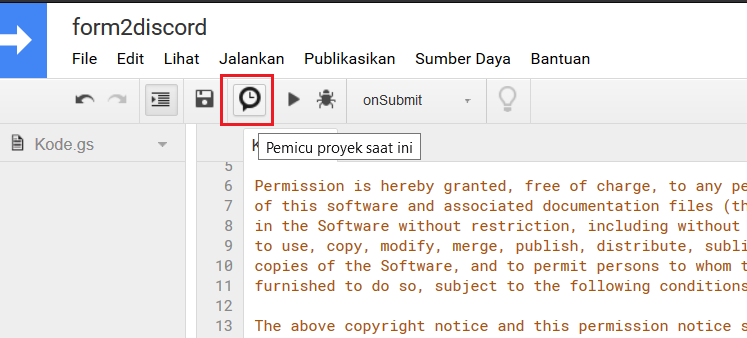 form2discord
File Edit Lihat Jalankan Publikasikan Sumber Daya Bantuan
onSubmit
Kode.gs
Pemicu proyek saat ini
5
6 Permission is hereby granted, free of charge, to any
7 of this software and associated documentation files
8 in the Software without restriction, including without
9 to use, copy, modify, merge, publish, distribute,
10 copies of the Software, and to permit persons to whom
11 furnished to do so, subject to the following conditions
12
13 The above copyright notice and this permission notice